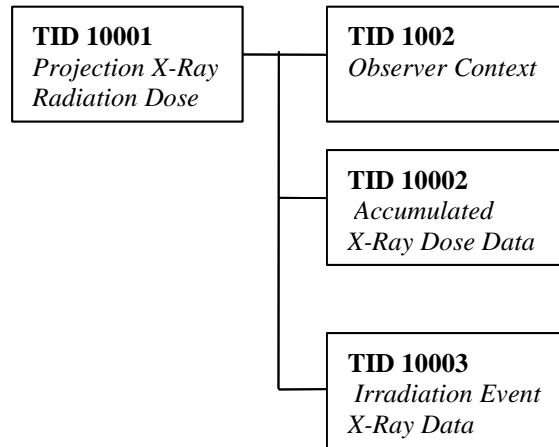 TID 10001
Projection X-Ray
Radiation Dose
TID 1002
Observer Context
TID 10002
Accumulated
X-Ray Dose Data
TID 10003
Irradiation Event
X-Ray Data